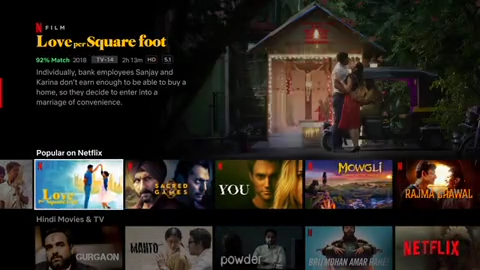 N FILM
Love per Square foot
92% Match 2018 TV-14 2h 13m HD 5.1
Individually, bank employees Sanjay and
Karina don't earn enough to be able to buy a
home, so they decide to enter into a
marriage of convenience.
Popular on Netflix
Love per Square foot
SACRED GAMES
YOU
MOWGLI
RAJMA CHAWAL
Hindi Movies & TV
GURGAON
MANTO
powder
BRIJ MOHAN AMAR RAHE!
NETFLIX